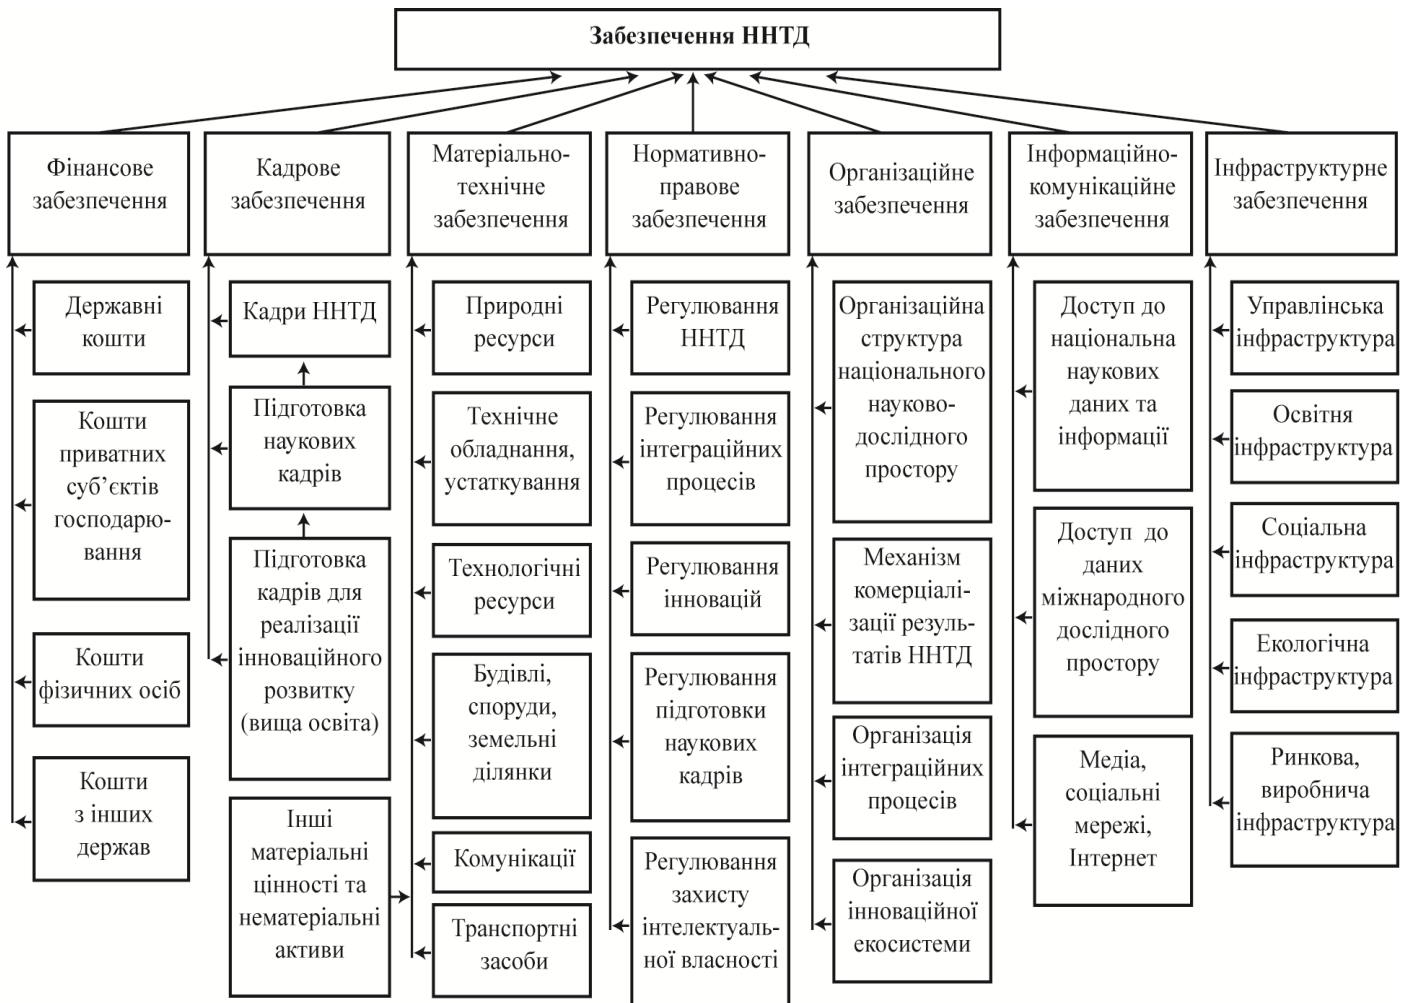 Забезпечення ННТД
Фінансове
забезпечення
Кадрове
забезпечення
Матеріально-
технічне
забезпечення
Нормативно-
правове
забезпечення
Організаційне
забезпечення
Інформаційно-
комунікаційне
забезпечення
Інфраструктурне
забезпечення
Державні
кошти
Кошти
приватних
суб’єктів
господарю-
вання
Кошти
фізичних осіб
Кошти
з інших
держав
Кадри ННТД
Підготовка
наукових
кадрів
Підготовка
кадрів для
реалізації
інноваційного
розвитку
(вища освіта)
Інші
матеріальні
цінності та
нематеріальні
активи
Природні
ресурси
Технічне
обладнання,
устаткування
Технологічні
ресурси
Будівлі,
споруди,
земельні
ділянки
Комунікації
Транспортні
засоби
Регулювання
ННТД
Регулювання
інтеграційних
процесів
Регулювання
інновацій
Регулювання
підготовки
наукових
кадрів
Регулювання
захисту
інтелектуаль-
ної власності
Організаційна
структура
національного
науково-
дослідного
простору
Механізм
комерціалі-
зації резуль-
татів ННТД
Організація
інтеграційних
процесів
Організація
інноваційної
екосистеми
Доступ до
національна
наукових
даних та
інформації
Доступ до
даних
міжнародного
дослідного
простору
Медіа,
соціальні
мережі,
Інтернет
Управлінська
інфраструктура
Освітня
інфраструктура
Соціальна
інфраструктура
Екологічна
інфраструктура
Ринкова,
виробнича
інфраструктура